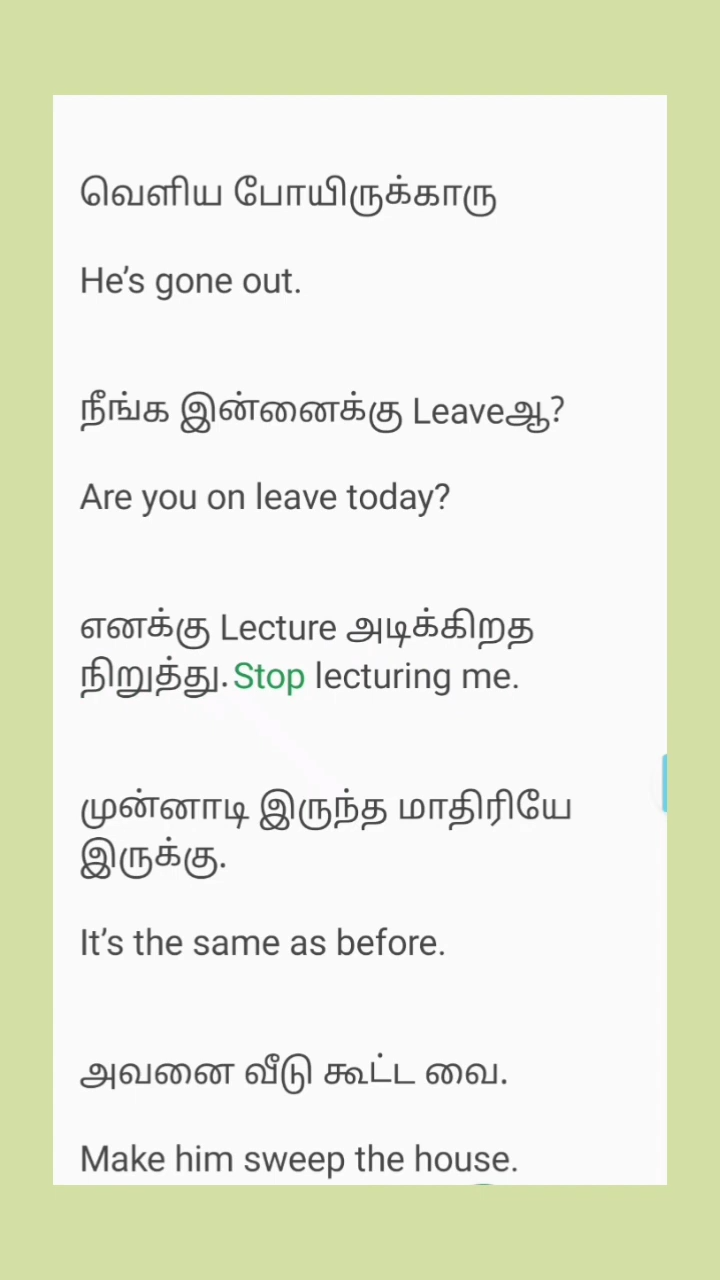 வெளிய போயிருக்காரு
He’s gone out.
நீங்க இன்னைக்கு Leaveஆ?
Are you on leave today?
எனக்கு Lecture அடிக்கிறத
நிறுத்து. Stop lecturing me.
முன்னாடி இருந்த மாதிரியே
இருக்கு.
It’s the same as before.
அவனை வீடு கூட்ட வை.
Make him sweep the house.